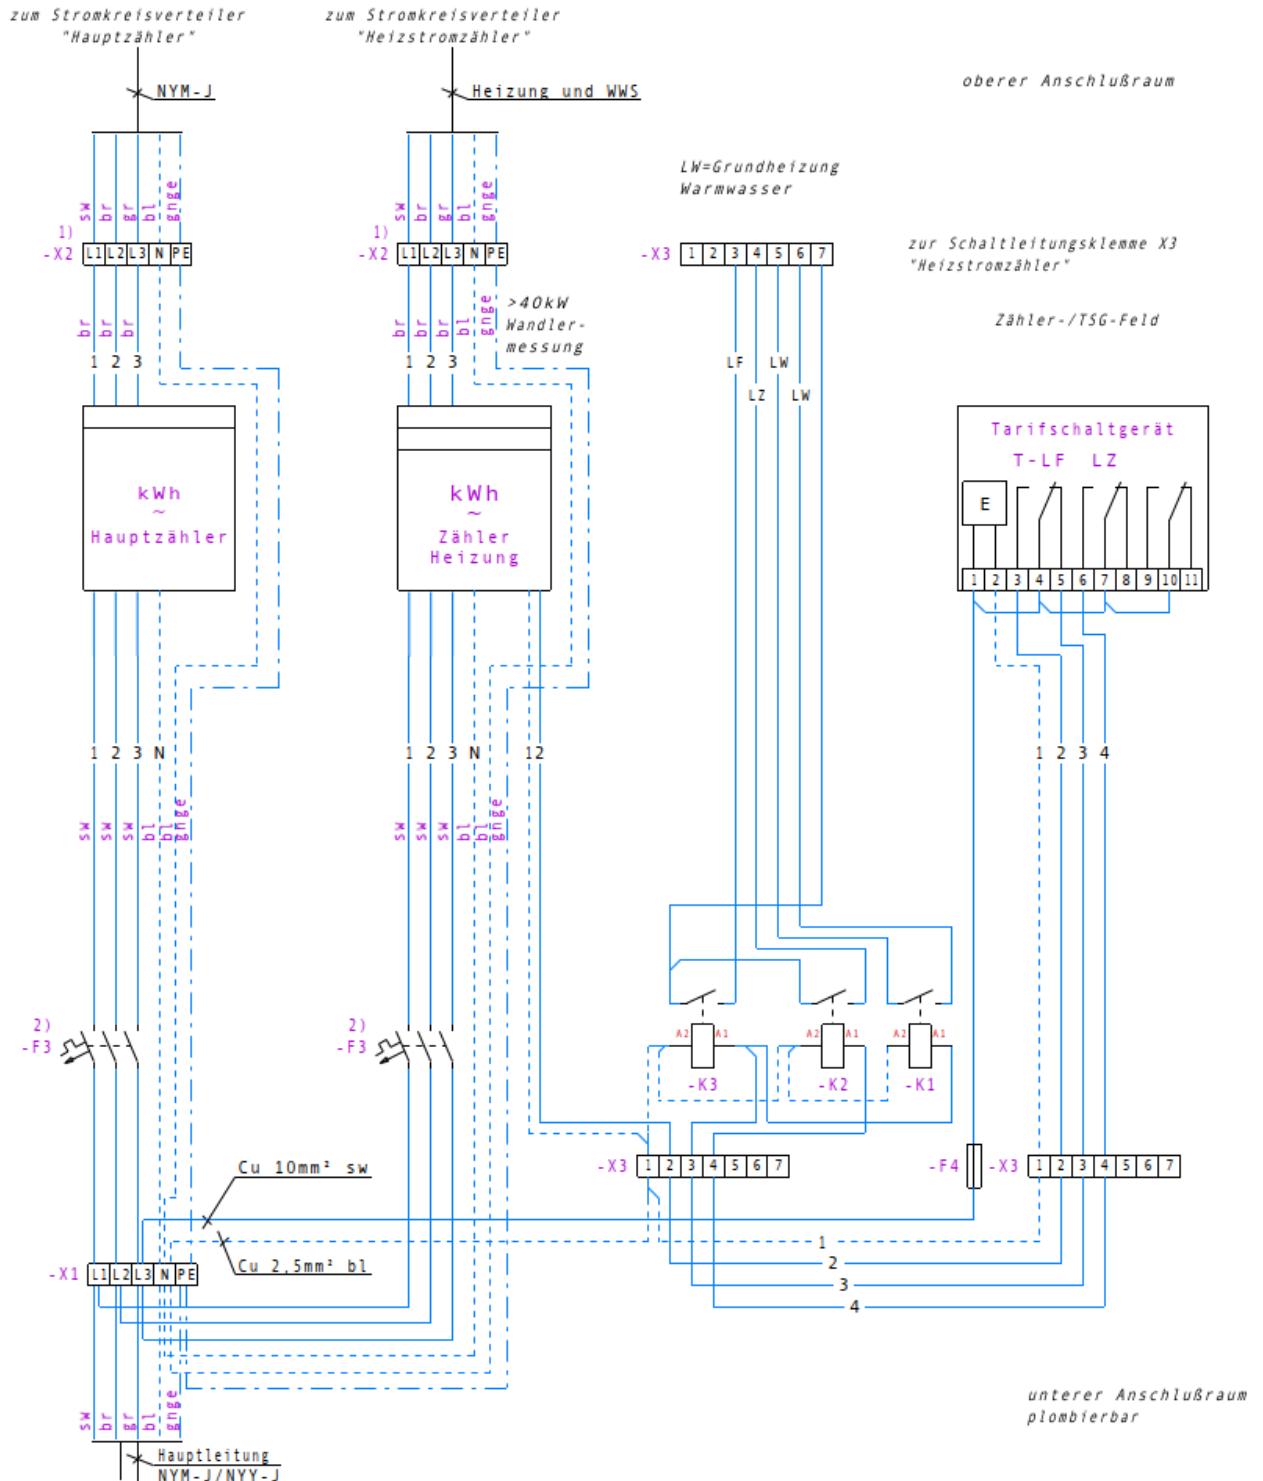 zum Stromkreisverteiler
"Hauptzähler"
zum Stromkreisverteiler
"Heizstromzähler"
oberer Anschlußraum
NYM-J
Heizung und WWS
LW=Grundheizung
Warmwasser
sw br gr bl gnge
sw br gr bl gnge
1)
-X2 L1 L2 L3 N PE
1)
-X2 L1 L2 L3 N PE
-X3 1 2 3 4 5 6 7
zur Schaltleitungsklemme X3
"Heizstromzähler"
br br br
br br br bl gnge
>40kW
Wandler-
messung
Zähler-/TSG-Feld
1 2 3
1 2 3
LF LW
LZ LW
Tarifschaltgerät
T-LF LZ
E
1 2 3 4 5 6 7 8 9 10 11
kWh
~
Hauptzähler
kWh
~
Zähler
Heizung
1 2 3 N
1 2 3 N
12
1 2 3 4
sw sw sw bl bl gnge
sw sw sw bl bl gnge
2)
-F3
2)
-F3
A2 A1
A2 A1
A2 A1
-K3
-K2
-K1
-X3 1 2 3 4 5 6 7
-F4
-X3 1 2 3 4 5 6 7
Cu 10mm² sw
Cu 2,5mm² bl
1
2
3
4
-X1 L1 L2 L3 N PE
sw br gr bl gnge
unterer Anschlußraum
plombierbar
Hauptleitung
NYM-J/NYY-J